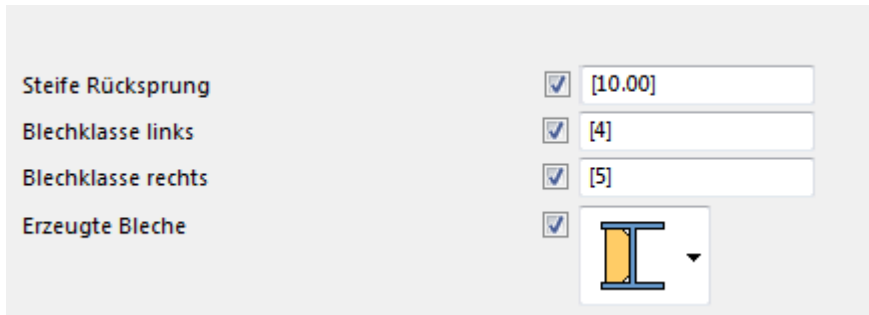 Steife Rücksprung [10.00]
Blechklasse links [4]
Blechklasse rechts [5]
Erzeugte Bleche